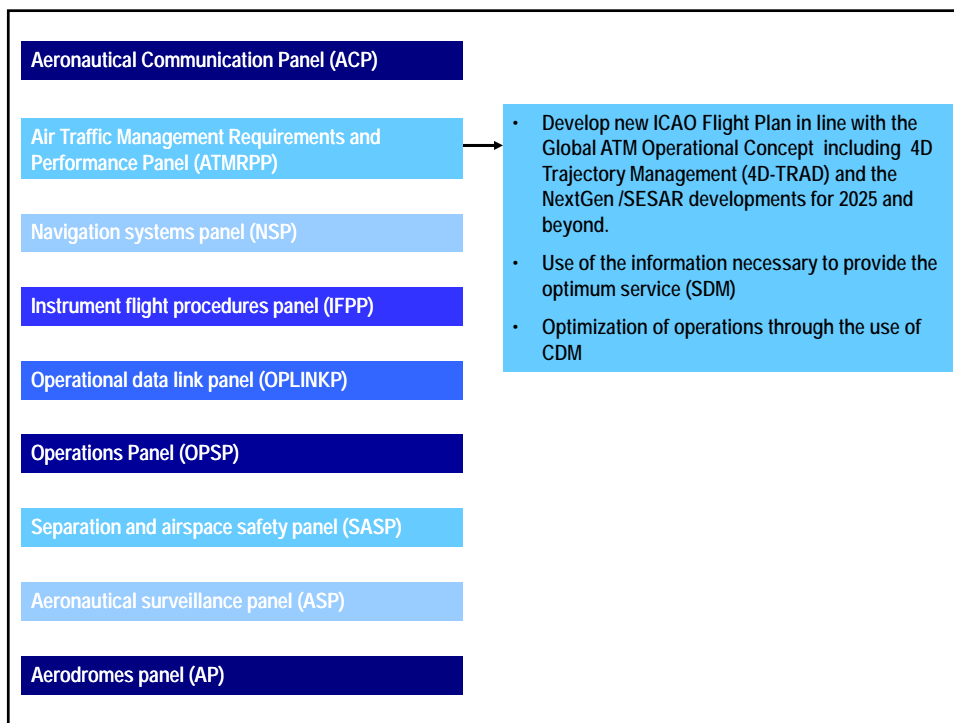 Aeronautical Communication Panel (ACP)
Air Traffic Management Requirements and
Performance Panel (ATMRPP)
• Develop new ICAO Flight Plan in line with the
Global ATM Operational Concept including 4D
Trajectory Management (4D-TRAD) and the
NextGen /SESAR developments for 2025 and
beyond.
• Use of the information necessary to provide the
optimum service (SDM)
• Optimization of operations through the use of
CDM
Navigation systems panel (NSP)
Instrument flight procedures panel (IFPP)
Operational data link panel (OPLINKP)
Operations Panel (OPSP)
Separation and airspace safety panel (SASP)
Aeronautical surveillance panel (ASP)
Aerodromes panel (AP)